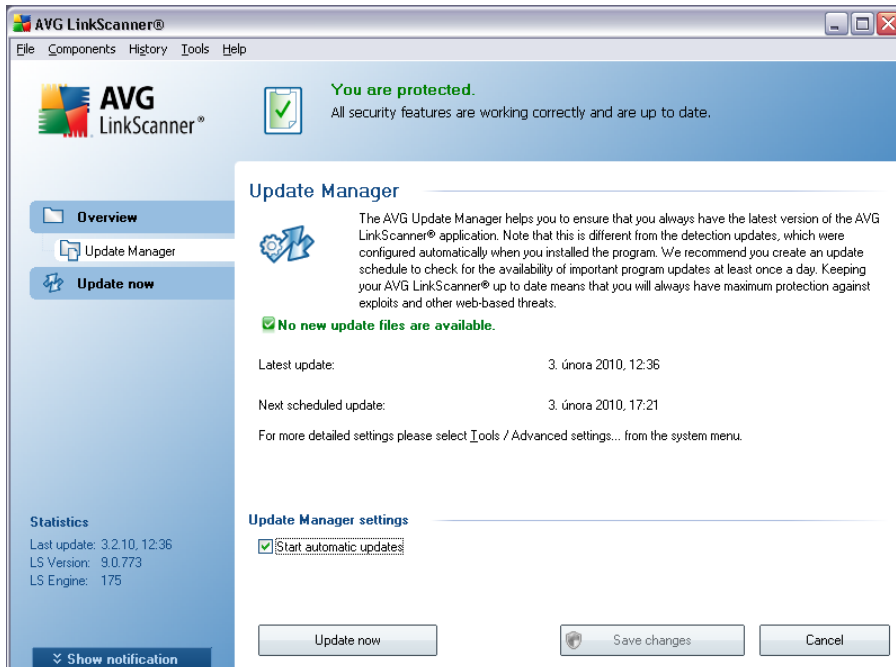 AVG LinkScanner®
File Components History Tools Help
AVG
LinkScanner®
You are protected.
All security features are working correctly and are up to date.
Overview
Update Manager
Update now
Update Manager
The AVG Update Manager helps you to ensure that you always have the latest version of the AVG
LinkScanner® application. Note that this is different from the detection updates, which were
configured automatically when you installed the program. We recommend you create an update
schedule to check for the availability of important program updates at least once a day. Keeping
your AVG LinkScanner® up to date means that you will always have maximum protection against
exploits and other web-based threats.
No new update files are available.
Latest update: 3. února 2010, 12:36
Next scheduled update: 3. února 2010, 17:21
For more detailed settings please select Tools / Advanced settings... from the system menu.
Statistics
Last update: 3.2.10, 12:36
LS Version: 9.0.773
LS Engine: 175
Update Manager settings
Start automatic updates
Show notification
Update now
Save changes
Cancel